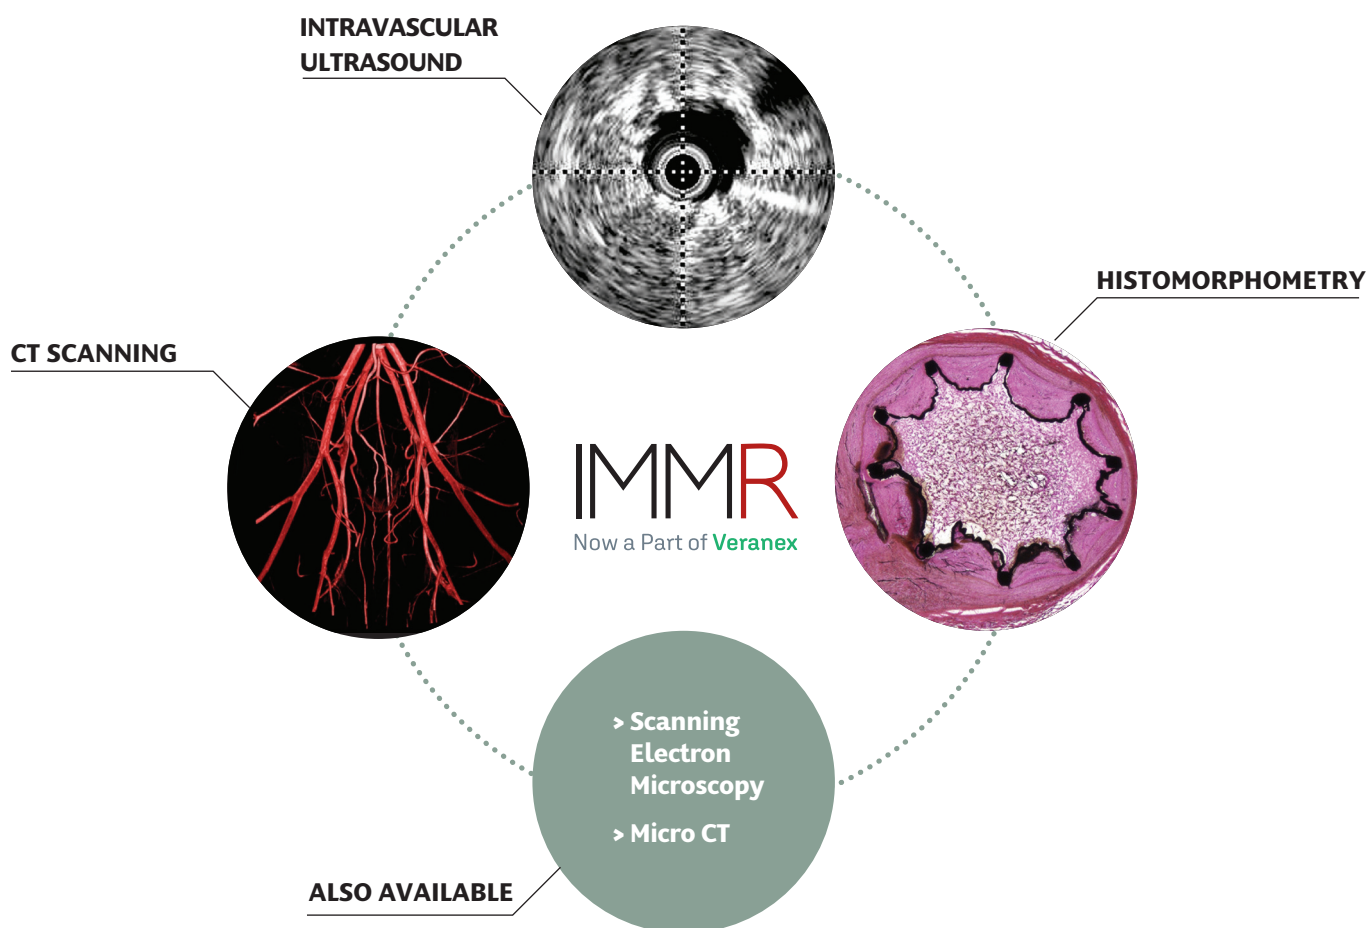 INTRAVASCULAR
ULTRASOUND
HISTOMORPHOMETRY
CT SCANNING
IMMR
Now a Part of Veranex
> Scanning
Electron
Microscopy
> Micro CT
ALSO AVAILABLE